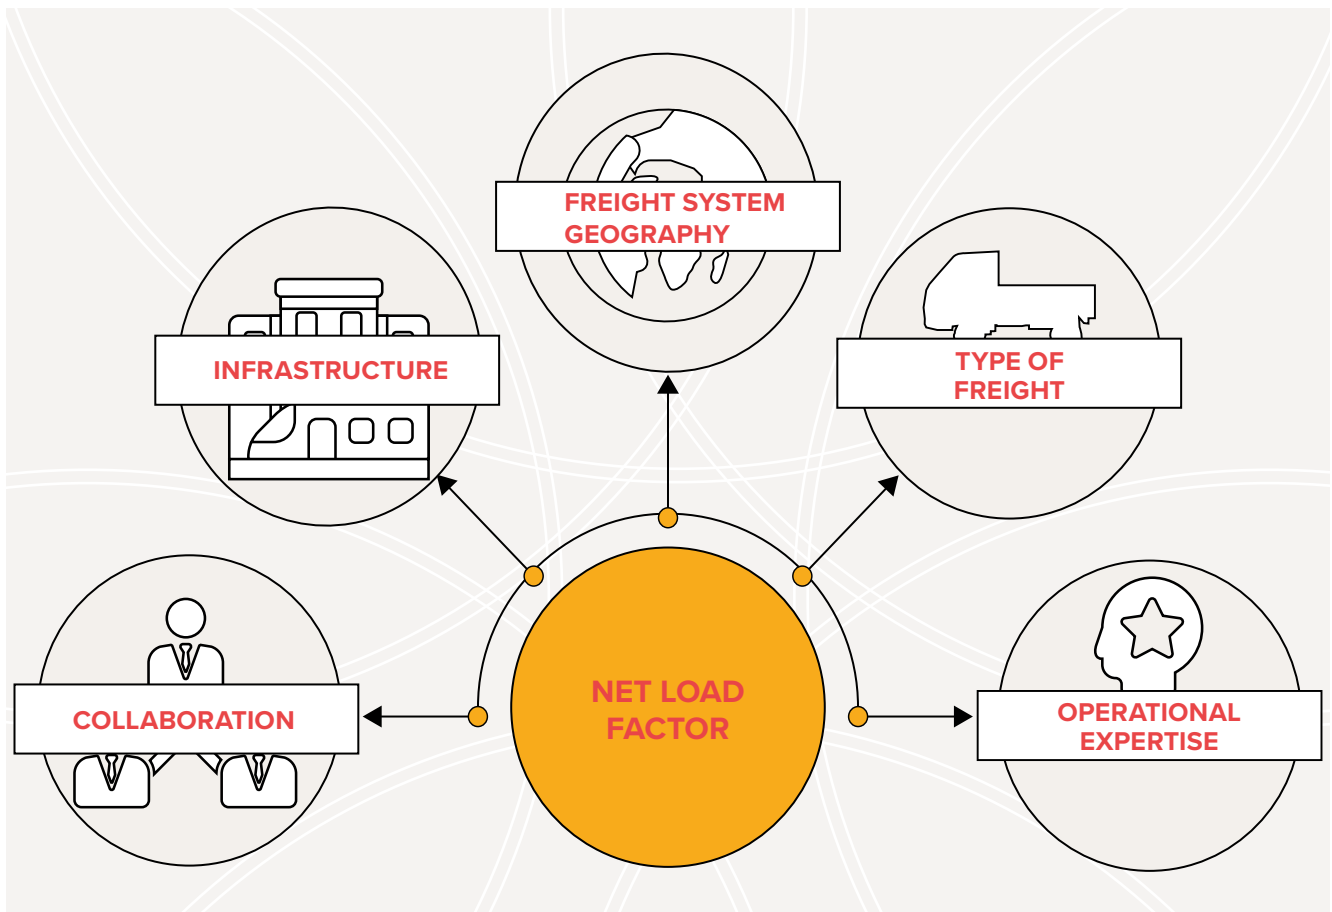 FREIGHT SYSTEM
GEOGRAPHY
INFRASTRUCTURE
TYPE OF
FREIGHT
COLLABORATION
NET LOAD
FACTOR
OPERATIONAL
EXPERTISE